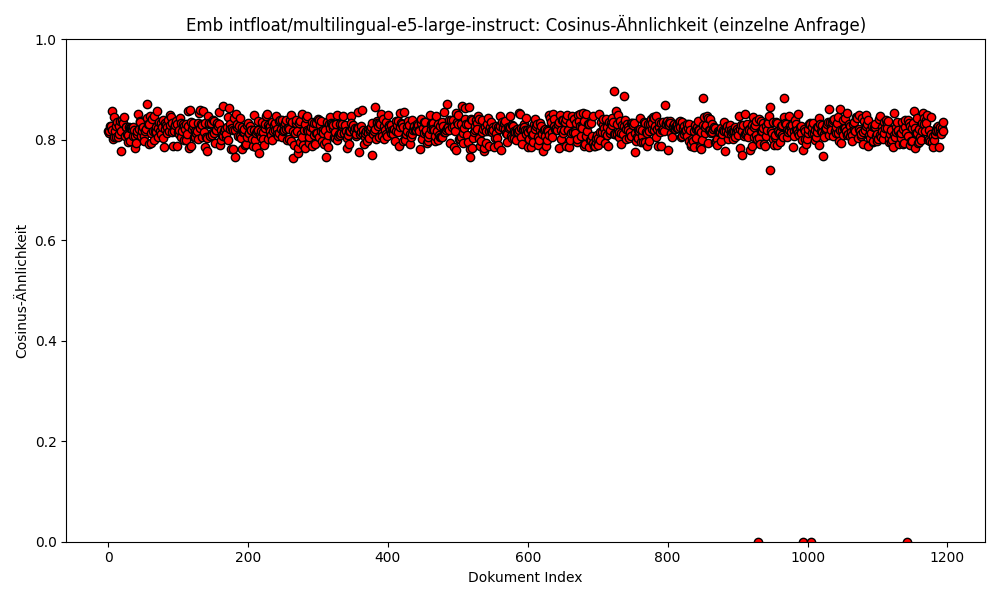 Emb intfloat/multilingual-e5-large-instruct: Cosinus-Ähnlichkeit (einzelne Anfrage)
1.0
0.8
0.6
0.4
0.2
0.0
Cosinus-Ähnlichkeit
0 200 400 600 800 1000 1200
Dokument Index